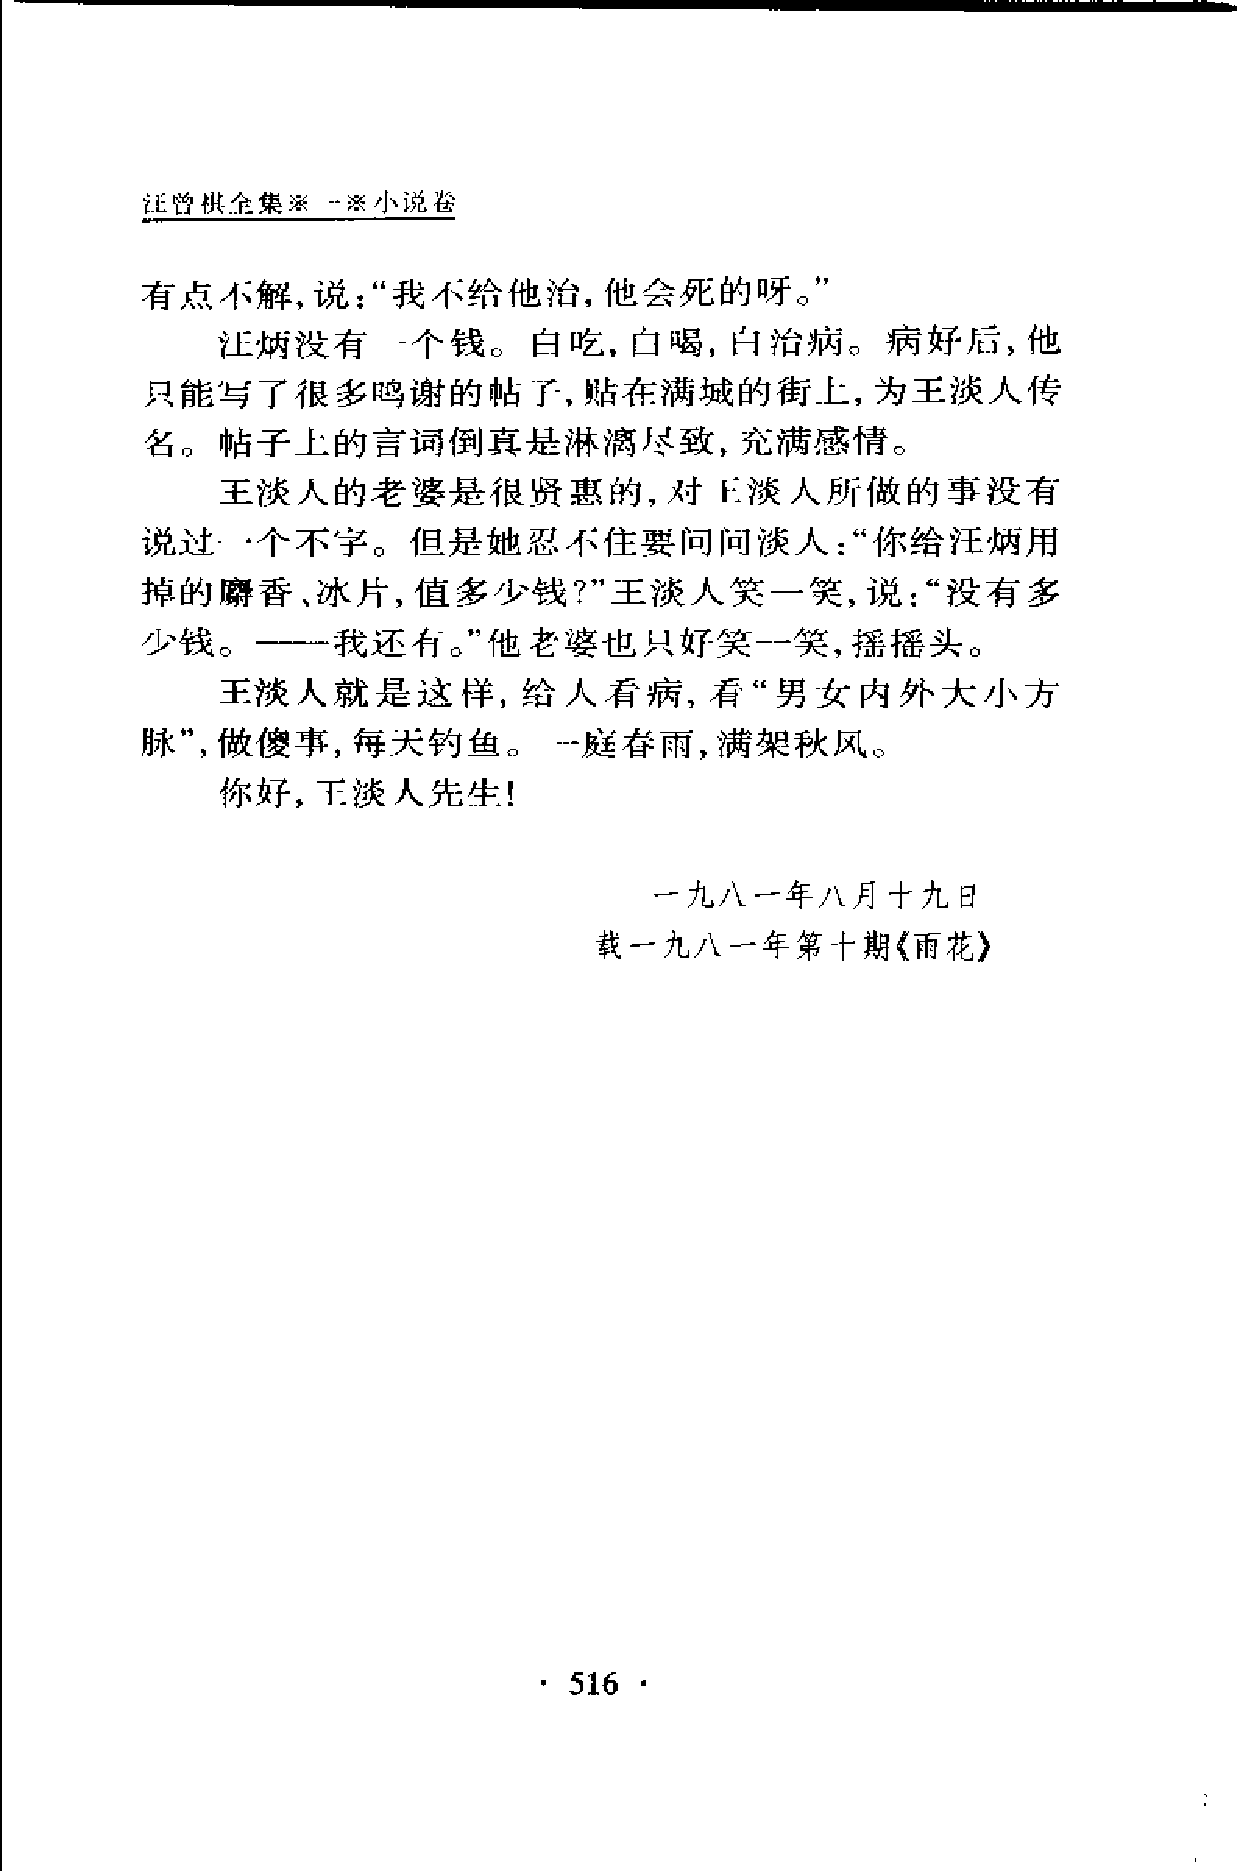 汪曾祺全集※一※小说卷
有点不解,说:“我不给他治,他会死的呀。”
汪炳没有一个钱。白吃,白喝,白治病。病好后,他
只能写了很多鸣谢的帖子,贴在满城的街上,为王淡人传
名。帖子上的言词倒真是淋漓尽致,充满感情。
王淡人的老婆是很贤惠的,对王淡人所做的事没有
说过一个不字。但是她忍不住要问问淡人:“你给汪炳用
掉的麝香、冰片,值多少钱?”王淡人笑一笑,说:“没有多
少钱。——我还有。”他老婆也只好笑一笑,摇摇头。
王淡人就是这样,给人看病,看“男女内外大小方
脉”,做傻事,每天钓鱼。一庭春雨,满架秋风。
你好,王淡人先生!
一九八一年八月十九日
载一九八一年第十期《雨花》
· 516 ·